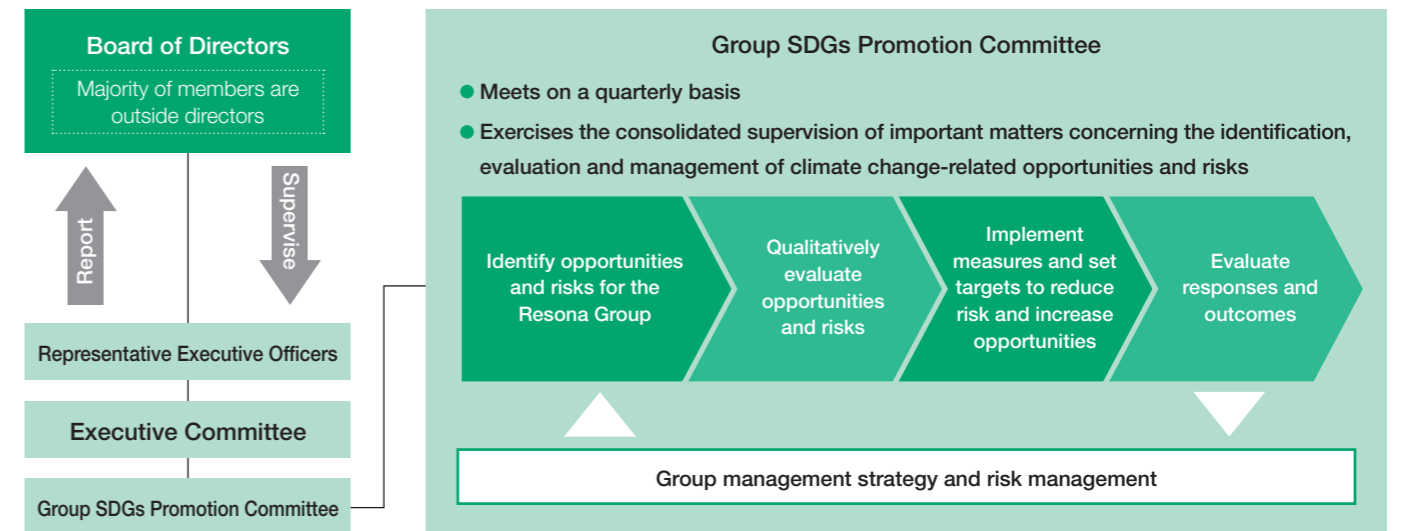 Board of Directors
Majority of members are
outside directors
Report
Supervise
Representative Executive Officers
Executive Committee
Group SDGs Promotion Committee
Group SDGs Promotion Committee
● Meets on a quarterly basis
● Exercises the consolidated supervision of important matters concerning the identification,
evaluation and management of climate change-related opportunities and risks
Identify opportunities
and risks for the
Resona Group
Qualitatively
evaluate
opportunities
and risks
Implement
measures and set
targets to reduce
risk and increase
opportunities
Evaluate
responses and
outcomes
Group management strategy and risk management